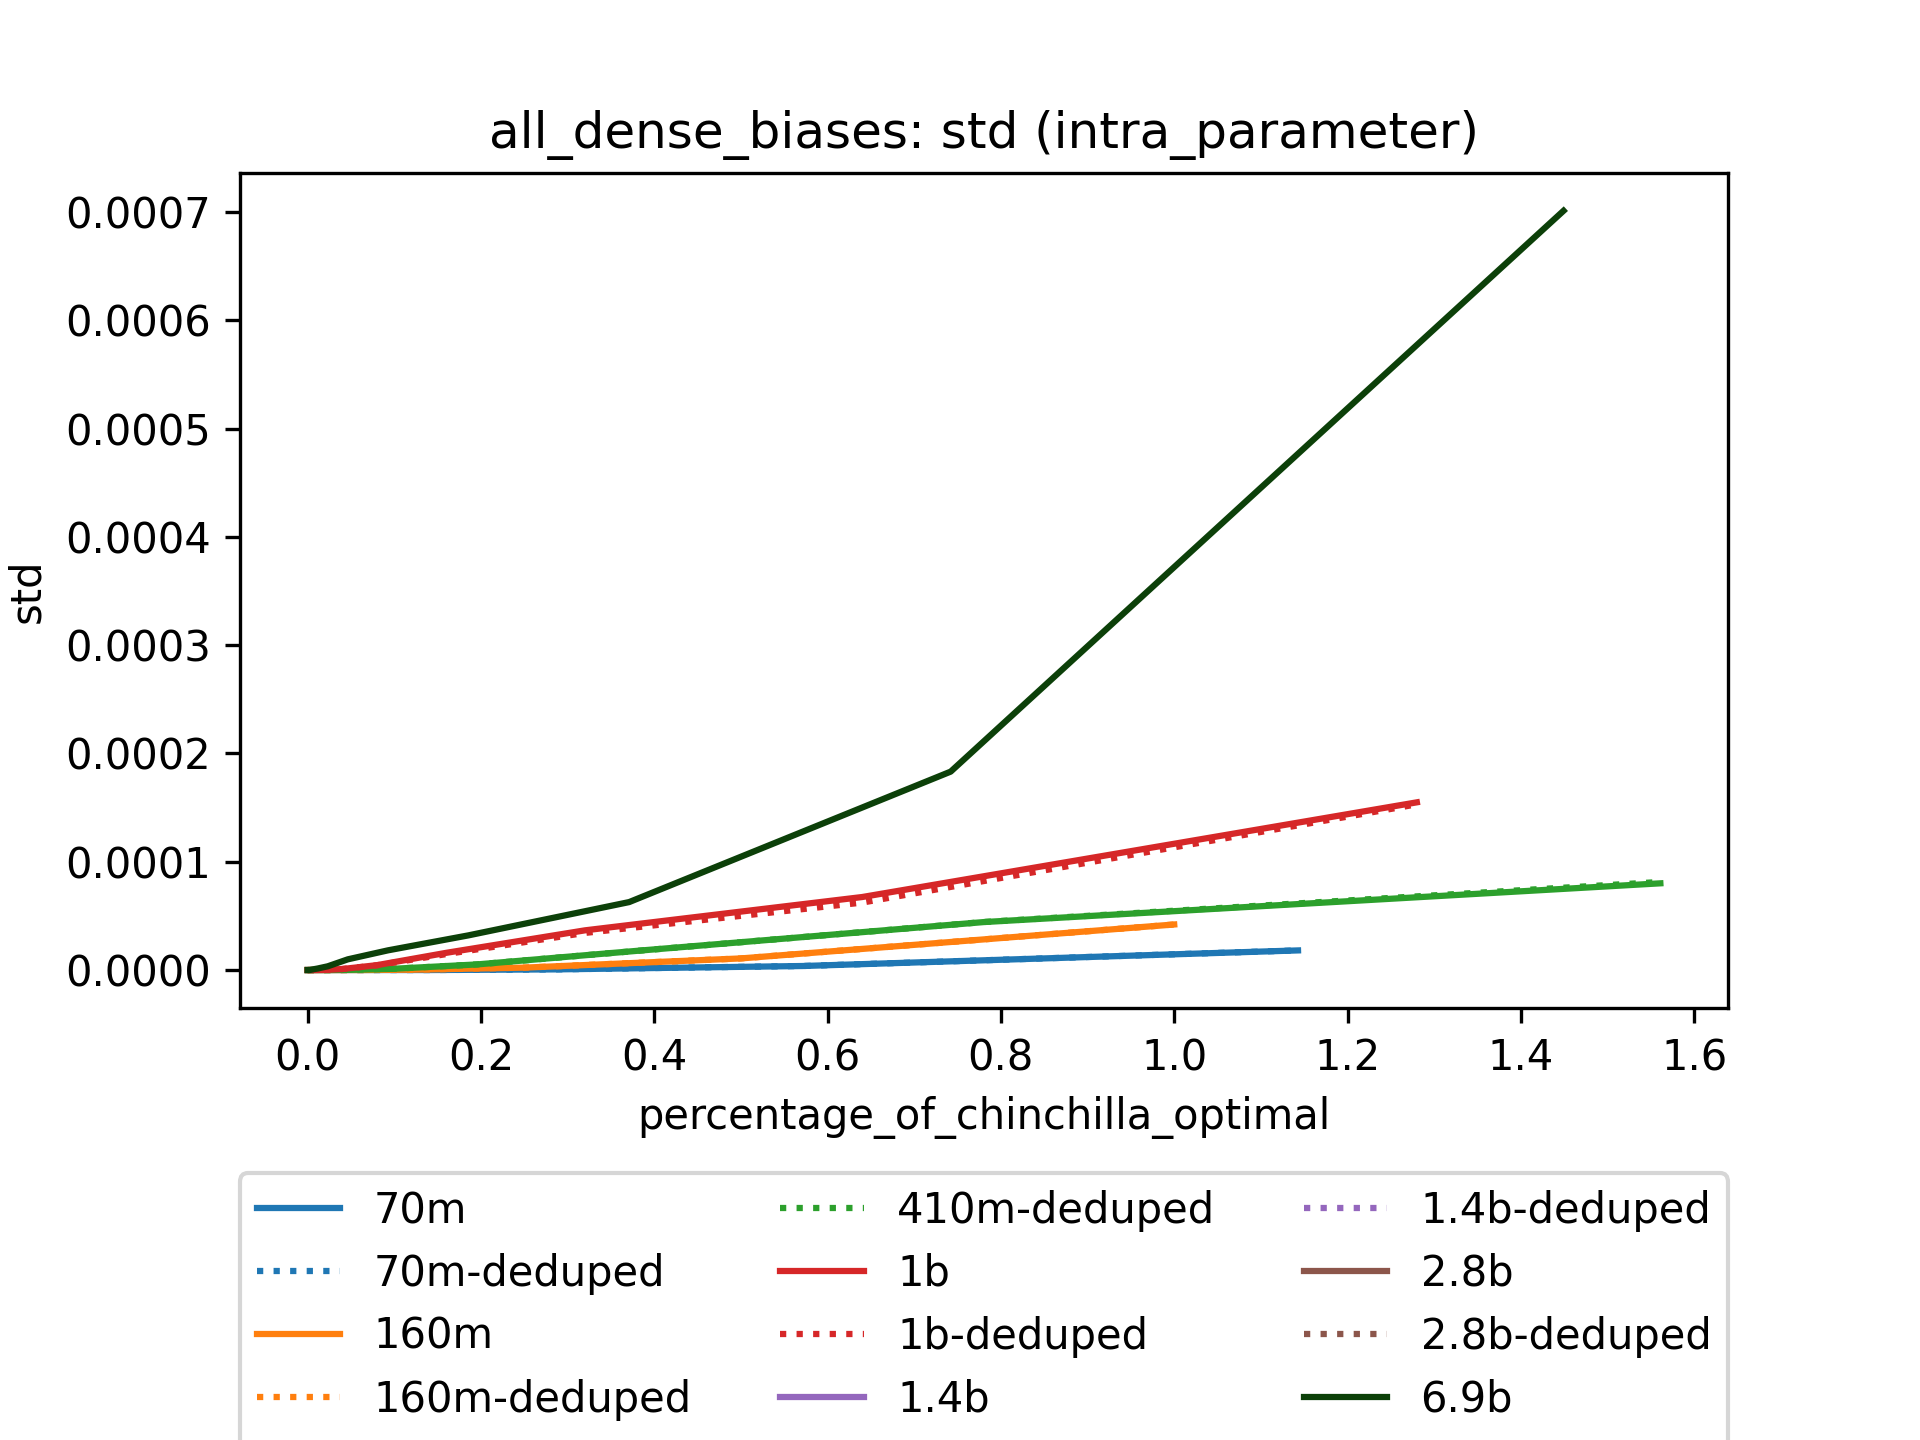 all_dense_biases: std (intra_parameter)
0.0007
0.0006
0.0005
0.0004
0.0003
0.0002
0.0001
0.0000
std
0.0 0.2 0.4 0.6 0.8 1.0 1.2 1.4 1.6
percentage_of_chinchilla_optimal
70m 410m-deduped 1.4b-deduped
70m-deduped 1b 2.8b
160m 1b-deduped 2.8b-deduped
160m-deduped 1.4b 6.9b